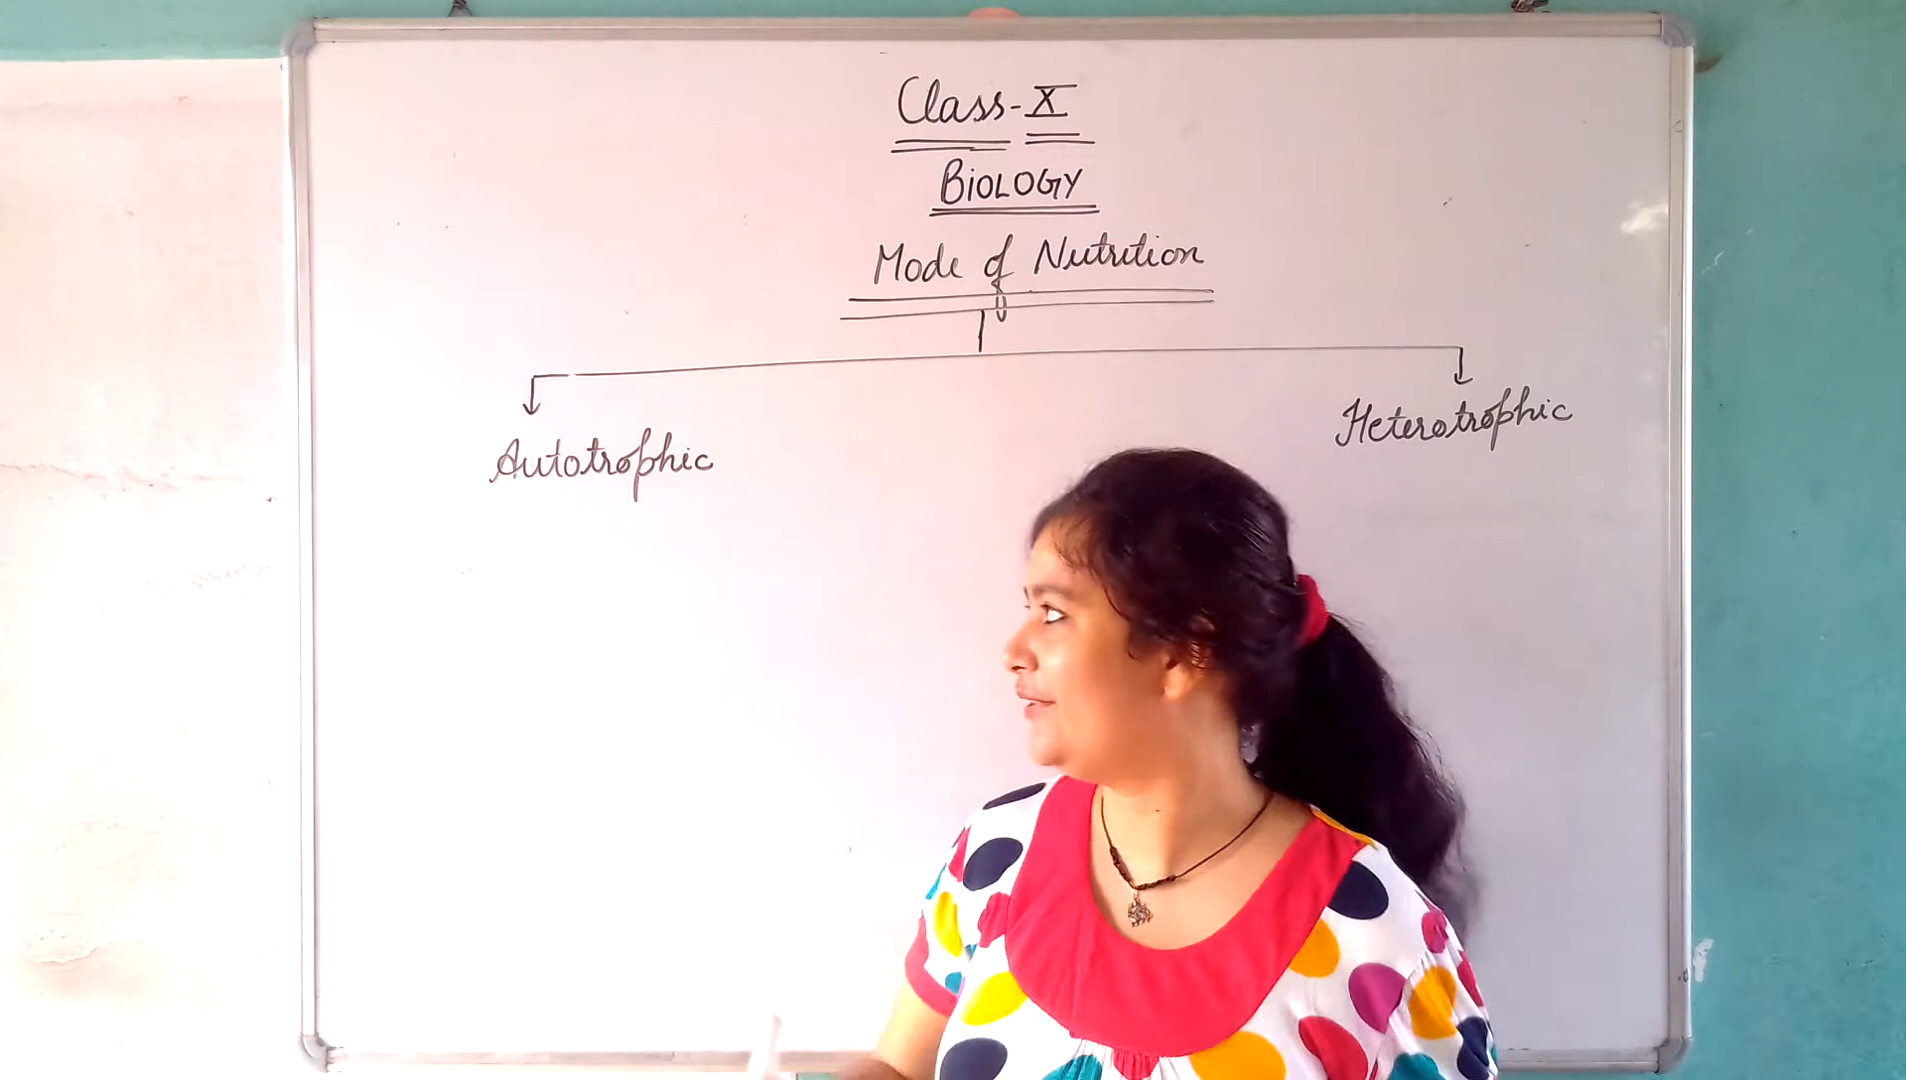 Class-X
BIOLOGY
Mode of Nutrition
Autotrophic
Heterotrophic